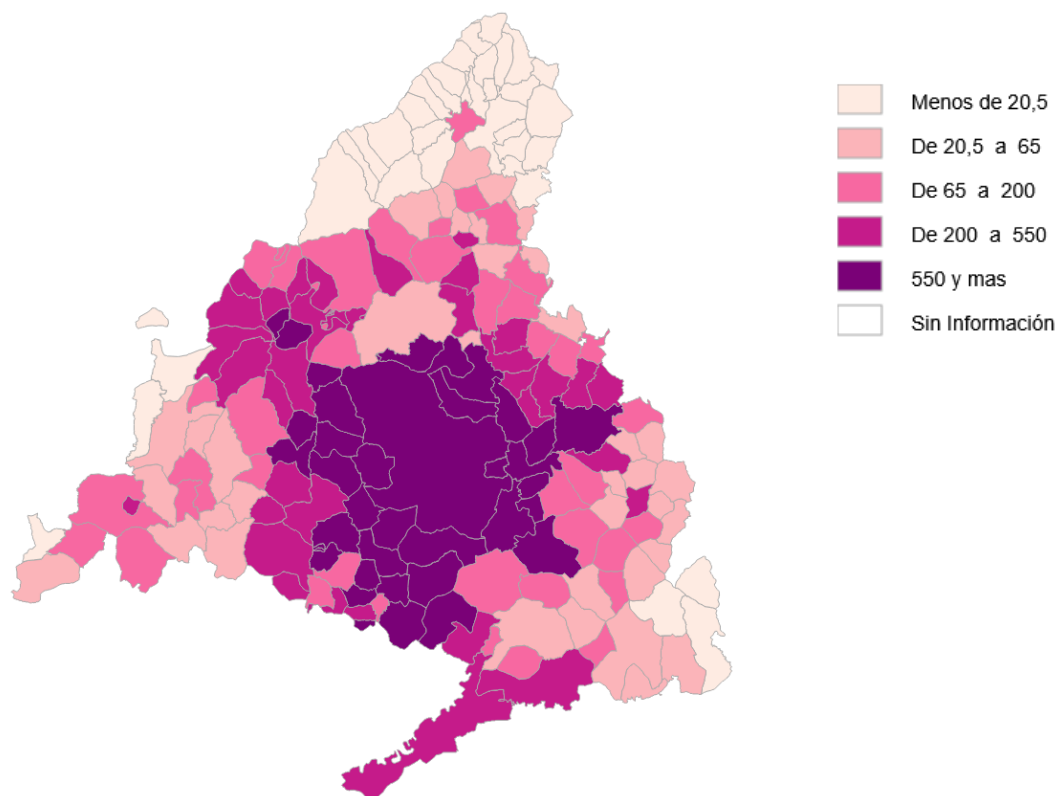 Menos de 20,5
De 20,5 a 65
De 65 a 200
De 200 a 550
550 y mas
Sin Información